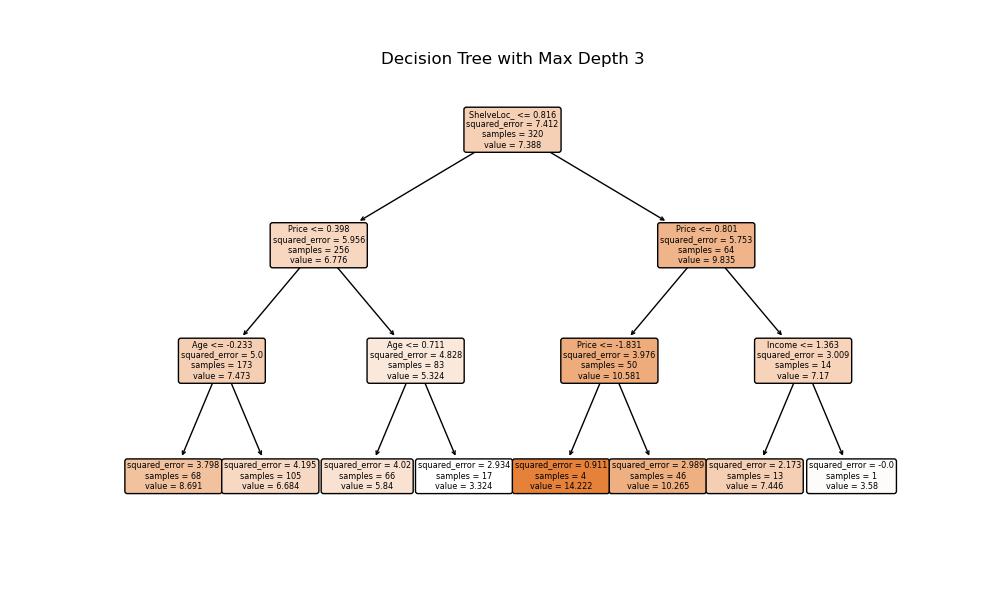 Decision Tree with Max Depth 3
ShelveLoc_ <= 0.816
squared_error = 7.412
samples = 320
value = 7.388
Price <= 0.398
squared_error = 5.956
samples = 256
value = 6.776
Price <= 0.801
squared_error = 5.753
samples = 64
value = 9.835
Age <= -0.233
squared_error = 5.0
samples = 173
value = 7.473
Age <= 0.711
squared_error = 4.828
samples = 83
value = 5.324
Price <= -1.831
squared_error = 3.976
samples = 50
value = 10.581
Income <= 1.363
squared_error = 3.009
samples = 14
value = 7.17
squared_error = 3.798
samples = 68
value = 8.691
squared_error = 4.195
samples = 105
value = 6.684
squared_error = 4.02
samples = 66
value = 5.84
squared_error = 2.934
samples = 17
value = 3.324
squared_error = 0.911
samples = 4
value = 14.222
squared_error = 2.989
samples = 46
value = 10.265
squared_error = 2.173
samples = 13
value = 7.446
squared_error = -0.0
samples = 1
value = 3.58